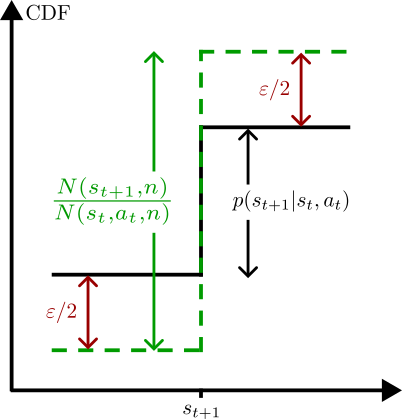 CDF
ε/2
N(s_{t+1},n)
N(s_t,a_t,n)
p(s_{t+1}|s_t,a_t)
ε/2
s_{t+1}